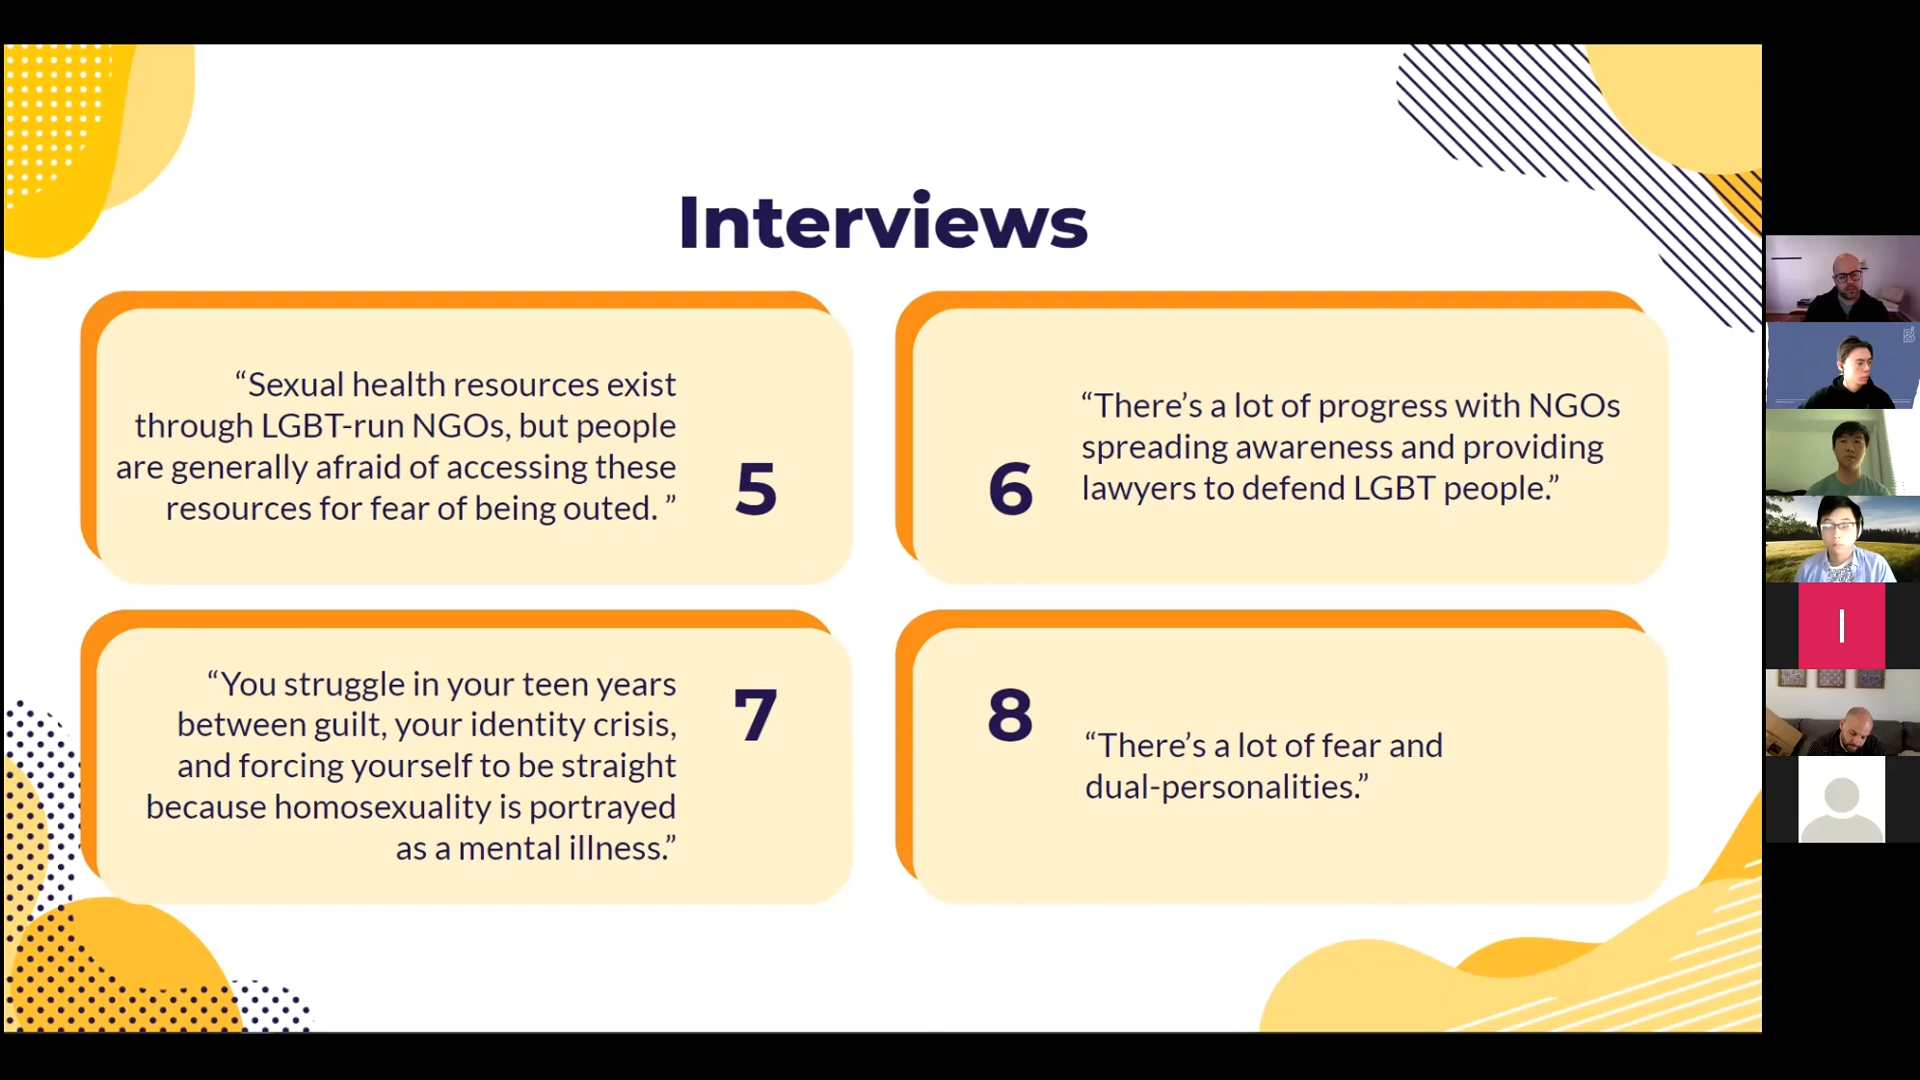 Interviews
“Sexual health resources exist
through LGBT-run NGOs, but people
are generally afraid of accessing these
resources for fear of being outed. ”
5
6
“There’s a lot of progress with NGOs
spreading awareness and providing
lawyers to defend LGBT people.”
“You struggle in your teen years
between guilt, your identity crisis,
and forcing yourself to be straight
because homosexuality is portrayed
as a mental illness.”
7
8
“There’s a lot of fear and
dual-personalities.”
I